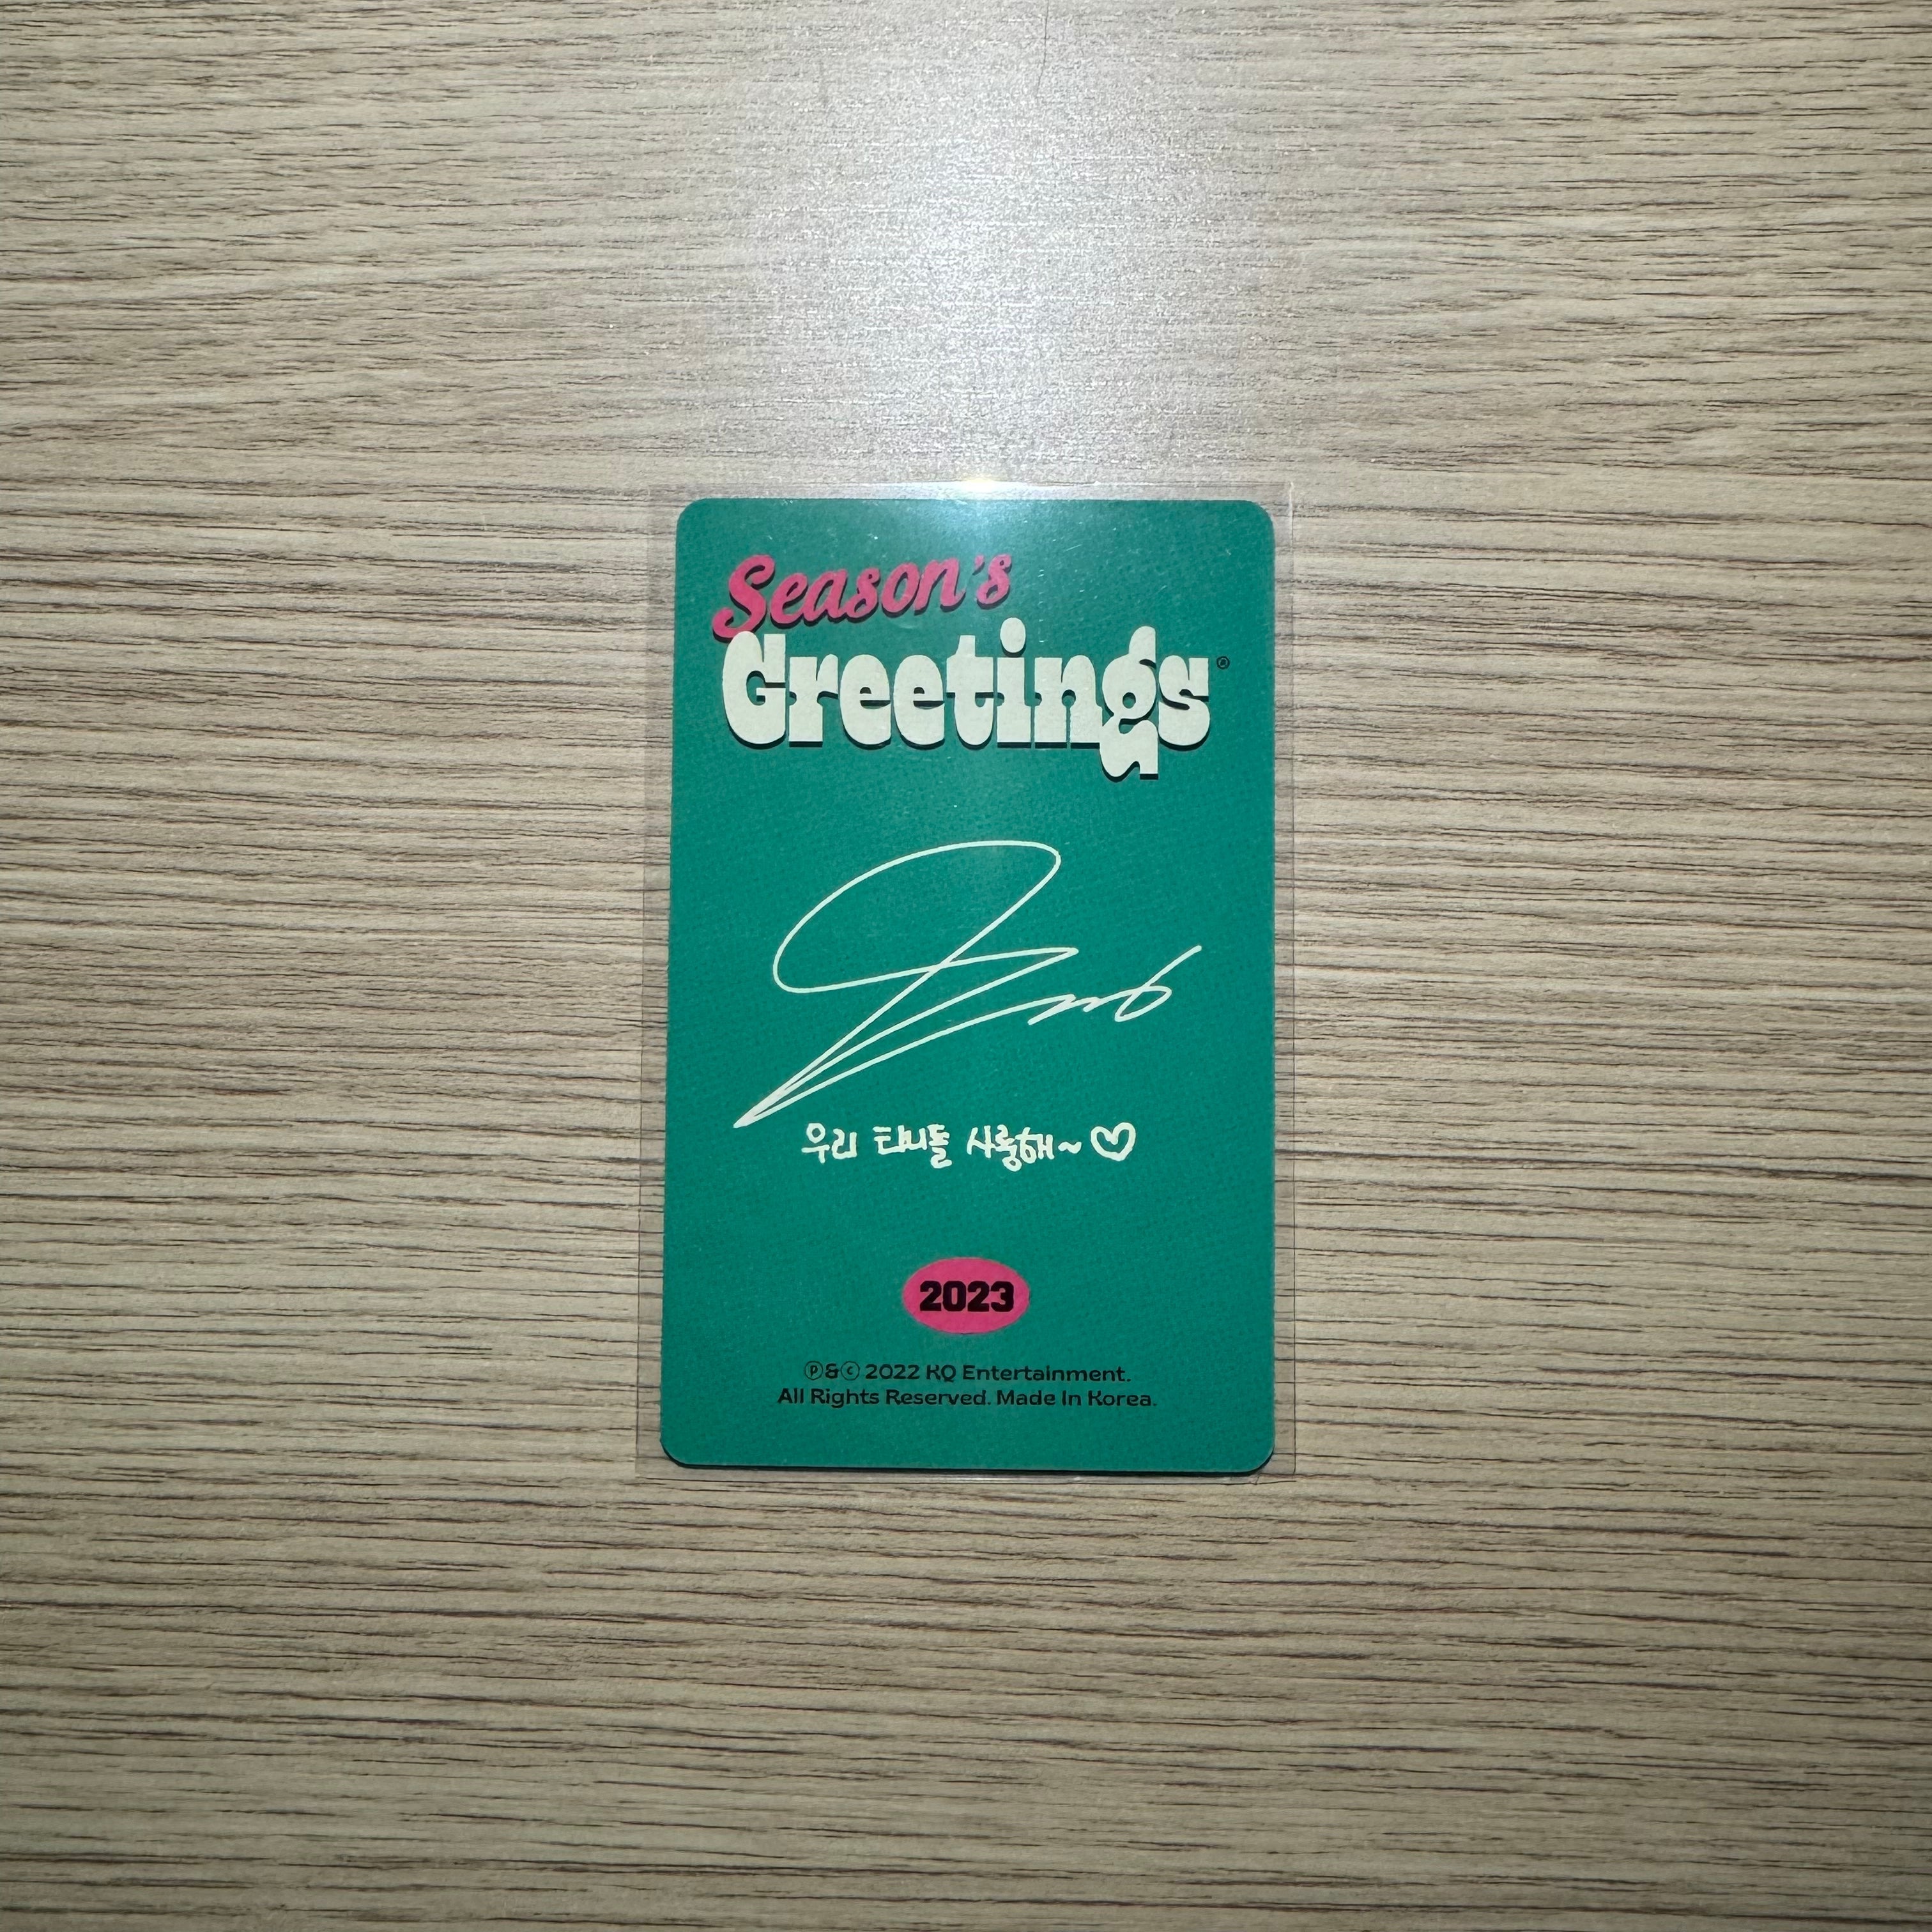 Season's
Greetings®
우리 티니들 사랑해~♡
2023
Ⓟ&Ⓒ 2022 KQ Entertainment.
All Rights Reserved. Made In Korea.